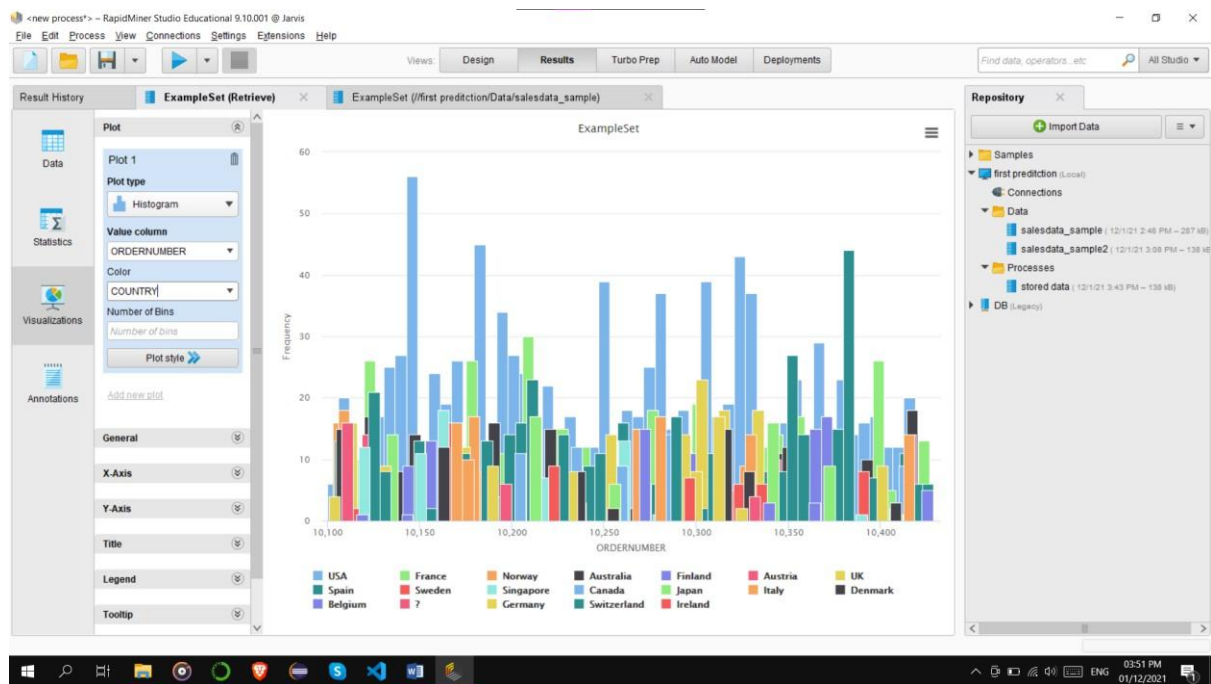 <new process*> – RapidMiner Studio Educational 9.10.001 @ Jarvis
File Edit Process View Connections Settings Extensions Help
Views: Design Results Turbo Prep Auto Model Deployments Find data, operators...etc All Studio
Result History ExampleSet (Retrieve) ExampleSet (//first preditction/Data/salesdata_sample) Repository
Data
Statistics
Visualizations
Annotations
Plot
Plot 1
Plot type
Histogram
Value column
ORDERNUMBER
Color
COUNTRY
Number of Bins
Number of bins
Plot style
Add new plot
General
X-Axis
Y-Axis
Title
Legend
Tooltip
ExampleSet
60
50
40
30
20
10
0
Frequency
10,100 10,150 10,200 10,250 10,300 10,350 10,400
ORDERNUMBER
USA France Norway Australia Finland Austria UK
Spain Sweden Singapore Canada Japan Italy Denmark
Belgium ? Germany Switzerland Ireland
Import Data
Samples
first preditction (Local)
Connections
Data
salesdata_sample ( 12/1/21 2:48 PM – 287 kB)
salesdata_sample2 ( 12/1/21 3:08 PM – 138 kB
Processes
stored data ( 12/1/21 3:43 PM – 138 kB)
DB (Legacy)
ENG 03:51 PM
01/12/2021